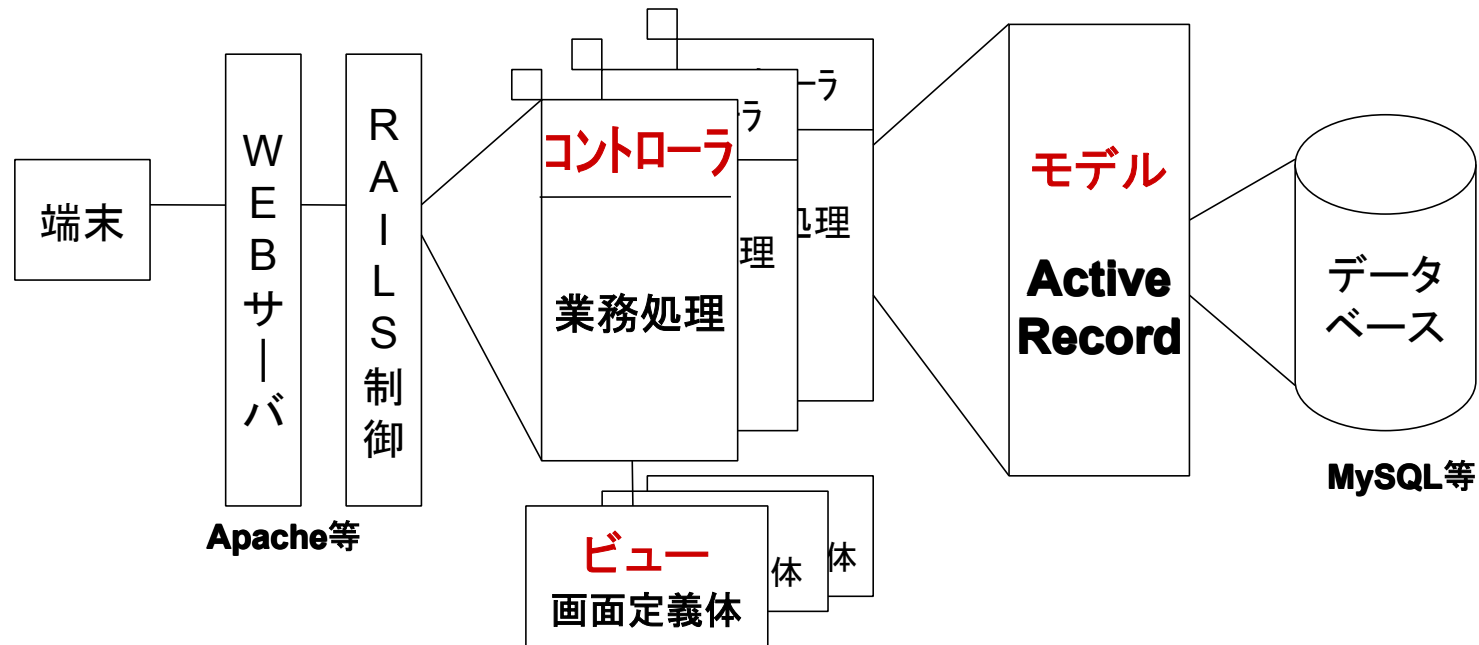 端末
WEBサーバ
Apache等
RAILS制御
コントローラ
業務処理
ーラ
ラ
処理
理
ビュー
画面定義体
体
体
モデル
Active
Record
データ
ベース
MySQL等